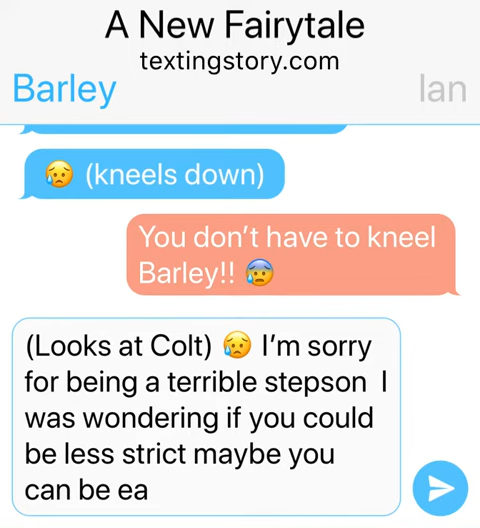 A New Fairytale
textingstory.com
Barley
Ian
😥 (kneels down)
You don't have to kneel
Barley!! 😰
(Looks at Colt) 😥 I'm sorry
for being a terrible stepson I
was wondering if you could
be less strict maybe you
can be ea